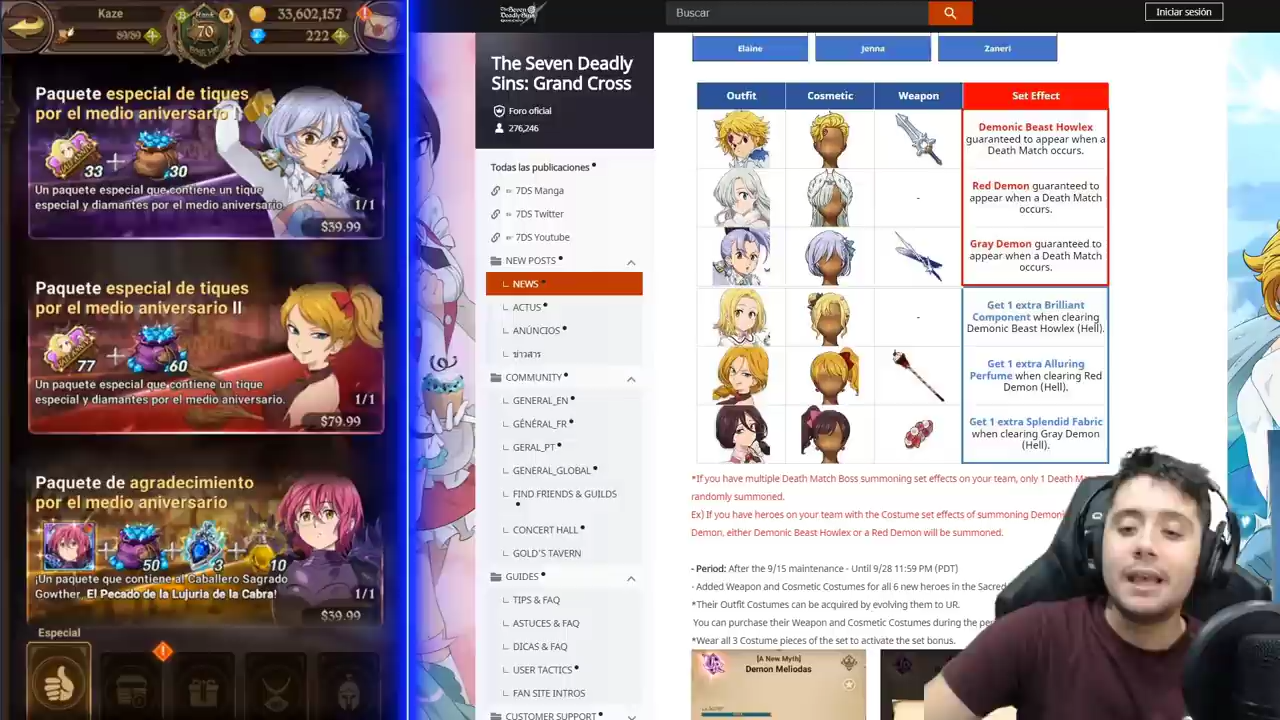 Kaze
89/89
Rank
70
33,602,157
222
Paquete especial de tiques
por el medio aniversario I
33
30
Un paquete especial que contiene un tique
especial y diamantes por el medio aniversario.
1/1
$39.99
Paquete especial de tiques
por el medio aniversario II
77
60
Un paquete especial que contiene un tique
especial y diamantes por el medio aniversario.
1/1
$79.99
Paquete de agradecimiento
por el medio aniversario
50
3
10
¡Un paquete que contiene al Caballero Sagrado
Gowther, El Pecado de la Lujuria de la Cabra!
1/1
$39.99
Especial
The Seven
Deadly Sins
Buscar
Iniciar sesión
The Seven Deadly
Sins: Grand Cross
Foro oficial
276,246
Todas las publicaciones
7DS Manga
7DS Twitter
7DS Youtube
NEW POSTS
NEWS
ACTUS
ANÚNCIOS
ข่าวสาร
COMMUNITY
GENERAL_EN
GÉNÉRAL_FR
GERAL_PT
GENERAL_GLOBAL
FIND FRIENDS & GUILDS
CONCERT HALL
GOLD'S TAVERN
GUIDES
TIPS & FAQ
ASTUCES & FAQ
DICAS & FAQ
USER TACTICS
FAN SITE INTROS
CUSTOMER SUPPORT
Elaine
Jenna
Zaneri
Outfit
Cosmetic
Weapon
Set Effect
Demonic Beast Howlex
guaranteed to appear when a
Death Match occurs.
-
Red Demon guaranteed to
appear when a Death Match
occurs.
Gray Demon guaranteed to
appear when a Death Match
occurs.
-
Get 1 extra Brilliant
Component when clearing
Demonic Beast Howlex (Hell).
Get 1 extra Alluring
Perfume when clearing Red
Demon (Hell).
Get 1 extra Splendid Fabric
when clearing Gray Demon
(Hell).
*If you have multiple Death Match Boss summoning set effects on your team, only 1 Death
randomly summoned.
Ex) If you have heroes on your team with the Costume set effects of summoning
Demon, either Demonic Beast Howlex or a Red Demon will be summoned.
- Period: After the 9/15 maintenance - Until 9/28 11:59 PM (PDT)
- Added Weapon and Cosmetic Costumes for all 6 new heroes in the
*Their Outfit Costumes can be acquired by evolving them to UR.
You can purchase their Weapon and Cosmetic Costumes during the
*Wear all 3 Costume pieces of the set to activate the set bonus.
[A New Myth]
Demon Meliodas